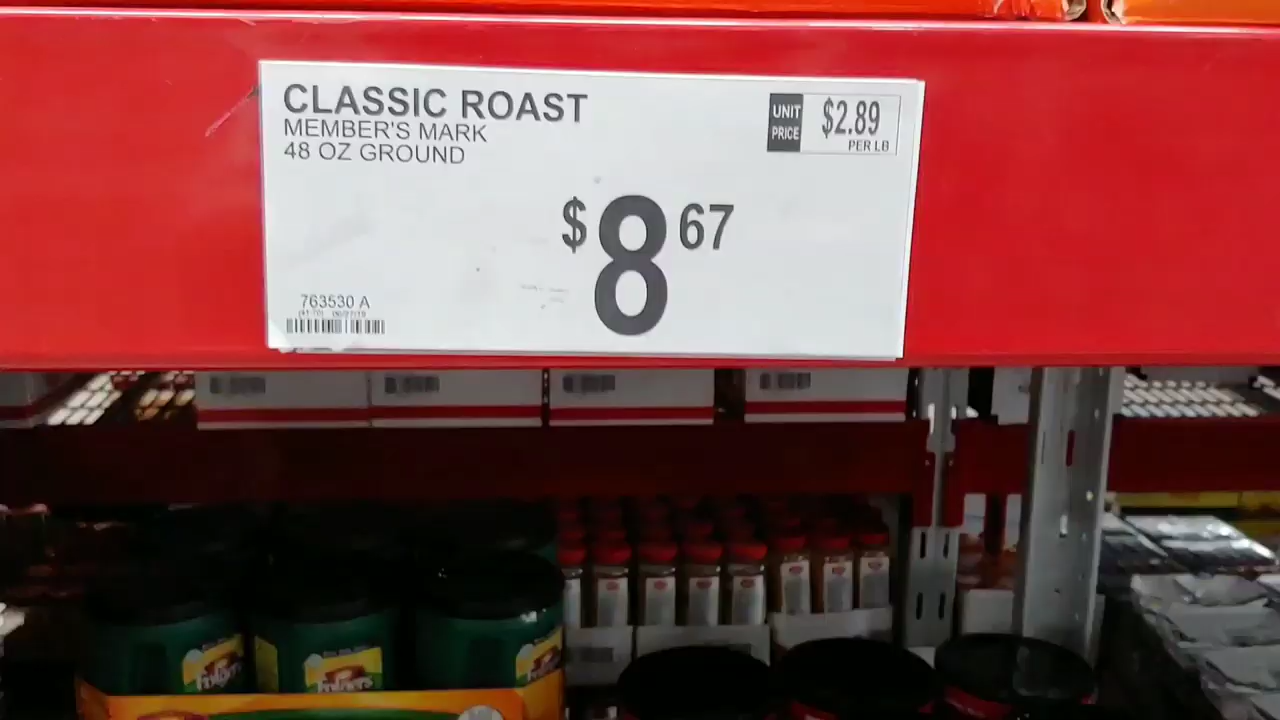 CLASSIC ROAST
MEMBER'S MARK
48 OZ GROUND
UNIT PRICE
$2.89
PER LB
$8 67
763530 A
Folgers
Folgers